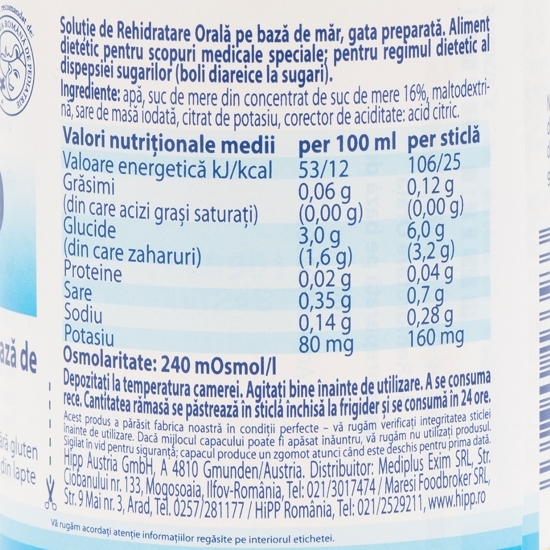 Soluție de Rehidratare Orală pe bază de măr, gata preparată. Aliment
dietetic pentru scopuri medicale speciale; pentru regimul dietetic al
dispepsiei sugarilor (boli diareice la sugari).
Ingrediente: apă, suc de mere din concentrat de suc de mere 16%, maltodextri-
nă, sare de masă iodată, citrat de potasiu, corector de aciditate: acid citric.
Valori nutriționale medii per 100 ml per sticlă
Valoare energetică kJ/kcal 53/12 106/25
Grăsimi 0,06 g 0,12 g
(din care acizi grași saturați) (0,00 g) (0,00 g)
Glucide 3,0 g 6,0 g
(din care zaharuri) (1,6 g) (3,2 g)
Proteine 0,02 g 0,04 g
Sare 0,35 g 0,7 g
Sodiu 0,14 g 0,28 g
Potasiu 80 mg 160 mg
Osmolaritate: 240 mOsmol/l
Depozitați la temperatura camerei. Agitați bine înainte de utilizare. A se consuma
rece. Cantitatea rămasă se păstrează în sticlă închisă la frigider și se consumă în 24 ore.
Acest produs a părăsit fabrica noastră în condiții perfecte – vă rugăm verificați integritatea sticlei
înainte de utilizare. Dacă mijlocul capacului poate fi apăsat înăuntru, vă rugăm nu utilizați produsul.
Sigilat în vid pentru siguranță; capacul produce un zgomot atunci când este deschis pentru prima dată.
Hipp Austria GmbH, A 4810 Gmunden/Austria. Distribuitor: Mediplus Exim SRL, Str.
Ciobanului nr. 133, Mogosoaia, Ilfov-România, Tel: 021/3017474 / Maresi Foodbroker SRL,
Str. 9 Mai nr. 3, Arad, Tel. 0257/281177 / HiPP România, Tel: 021/2529211, www.hipp.ro
Vă rugăm acordați atenție informațiilor regăsite pe interiorul etichetei.
ază de
ără gluten
din lapte